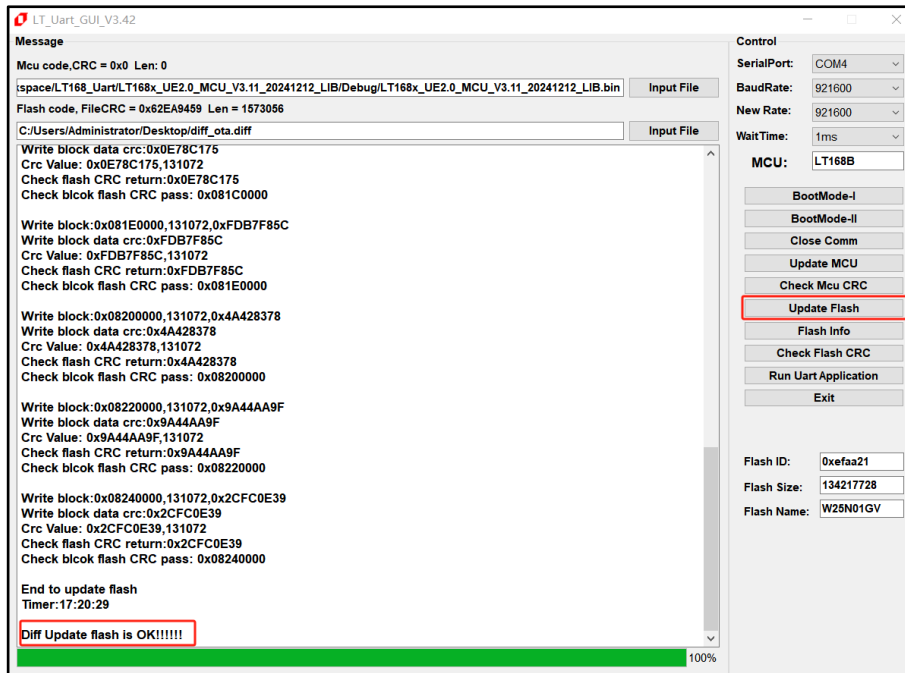 LT_Uart_GUI_V3.42
Message
Mcu code,CRC = 0x0 Len: 0
:space/LT168_Uart/LT168x_UE2.0_MCU_V3.11_20241212_LIB/Debug/LT168x_UE2.0_MCU_V3.11_20241212_LIB.bin
Input File
Flash code, FileCRC = 0x62EA9459 Len = 1573056
C:/Users/Administrator/Desktop/diff_ota.diff
Input File
Write block data crc:0x0E78C175
Crc Value: 0x0E78C175,131072
Check flash CRC return:0x0E78C175
Check blcok flash CRC pass: 0x081C0000
Write block:0x081E0000,131072,0xFDB7F85C
Write block data crc:0xFDB7F85C
Crc Value: 0xFDB7F85C,131072
Check flash CRC return:0xFDB7F85C
Check blcok flash CRC pass: 0x081E0000
Write block:0x08200000,131072,0x4A428378
Write block data crc:0x4A428378
Crc Value: 0x4A428378,131072
Check flash CRC return:0x4A428378
Check blcok flash CRC pass: 0x08200000
Write block:0x08220000,131072,0x9A44AA9F
Write block data crc:0x9A44AA9F
Crc Value: 0x9A44AA9F,131072
Check flash CRC return:0x9A44AA9F
Check blcok flash CRC pass: 0x08220000
Write block:0x08240000,131072,0x2CFC0E39
Write block data crc:0x2CFC0E39
Crc Value: 0x2CFC0E39,131072
Check flash CRC return:0x2CFC0E39
Check blcok flash CRC pass: 0x08240000
End to update flash
Timer:17:20:29
Diff Update flash is OK!!!!!!
100%
Control
SerialPort: COM4
BaudRate: 921600
New Rate: 921600
WaitTime: 1ms
MCU: LT168B
BootMode-I
BootMode-II
Close Comm
Update MCU
Check Mcu CRC
Update Flash
Flash Info
Check Flash CRC
Run Uart Application
Exit
Flash ID: 0xefaa21
Flash Size: 134217728
Flash Name: W25N01GV